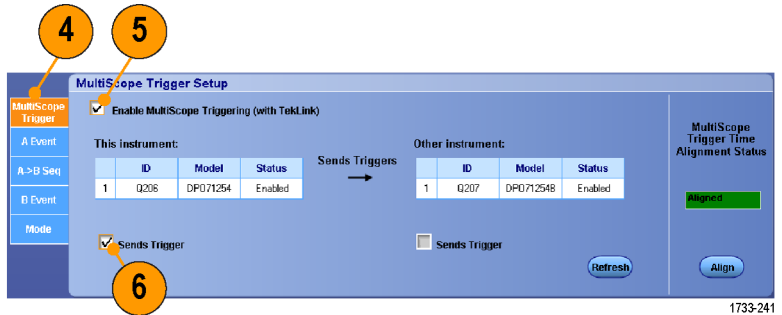 4
5
MultiScope Trigger Setup
MultiScope
Trigger
A Event
A->B Seq
B Event
Mode
Enable MultiScope Triggering (with TekLink)
This instrument:
ID Model Status
1 Q206 DPO71254 Enabled
Sends Triggers
Other instrument:
ID Model Status
1 Q207 DPO71254B Enabled
Sends Trigger
Sends Trigger
Refresh
MultiScope
Trigger Time
Alignment Status
Aligned
Align
6
1733-241